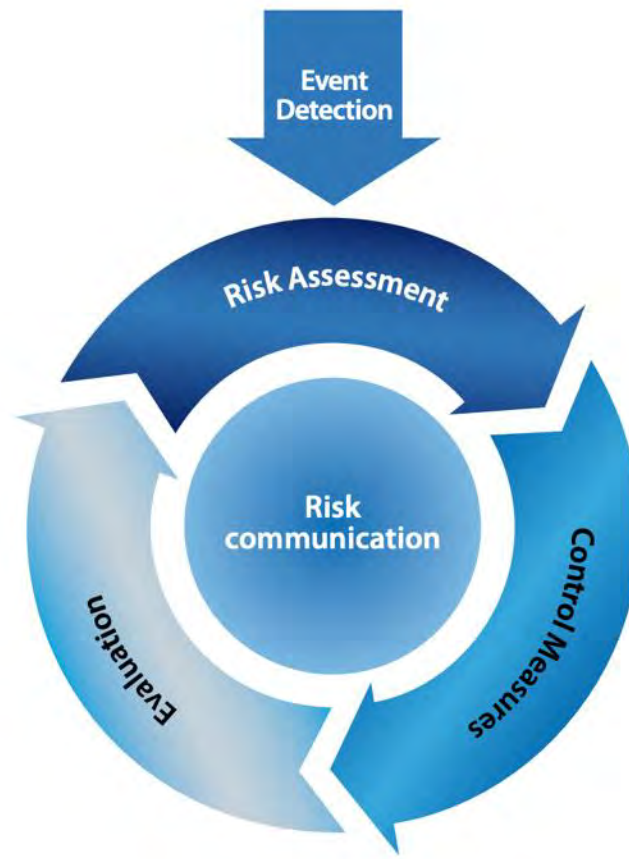 Event
Detection
Risk Assessment
Risk
communication
Control Measures
Evaluation